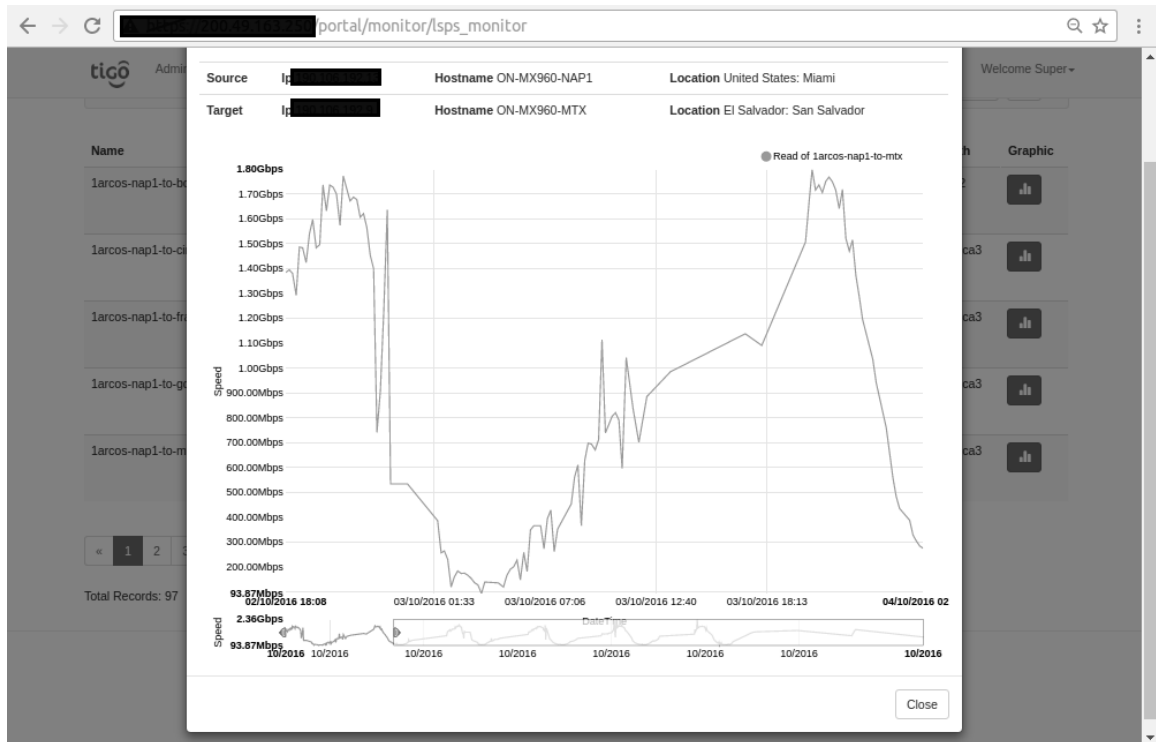 /portal/monitor/lsps_monitor
tigo Admi Welcome Super
Source Ip Hostname ON-MX960-NAP1 Location United States: Miami
Target Ip Hostname ON-MX960-MTX Location El Salvador: San Salvador
Name h Graphic
Read of 1arcos-nap1-to-mtx
1.80Gbps
1arcos-nap1-to-bo 2
1.70Gbps
1.60Gbps
1.50Gbps
1arcos-nap1-to-ci ca3
1.40Gbps
1.30Gbps
1arcos-nap1-to-fra ca3
1.20Gbps
1.10Gbps
1.00Gbps
Speed
1arcos-nap1-to-go ca3
900.00Mbps
800.00Mbps
700.00Mbps
1arcos-nap1-to-m ca3
600.00Mbps
500.00Mbps
400.00Mbps
300.00Mbps
« 1 2 3
200.00Mbps
93.87Mbps
Total Records: 97
02/10/2016 18:08 03/10/2016 01:33 03/10/2016 07:06 03/10/2016 12:40 03/10/2016 18:13 04/10/2016 02
DateTime
2.36Gbps
Speed
93.87Mbps
10/2016 10/2016 10/2016 10/2016 10/2016 10/2016 10/2016 10/2016
Close